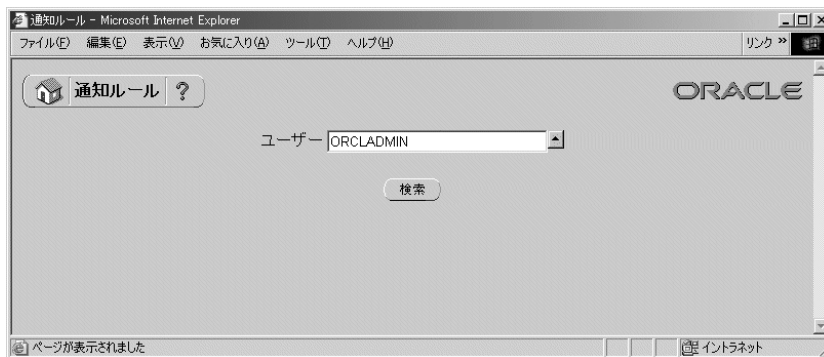 通知ルール - Microsoft Internet Explorer
ファイル(F) 編集(E) 表示(V) お気に入り(A) ツール(T) ヘルプ(H) リンク »
通知ルール ?
ORACLE
ユーザー ORCLADMIN
検索
ページが表示されました イントラネット